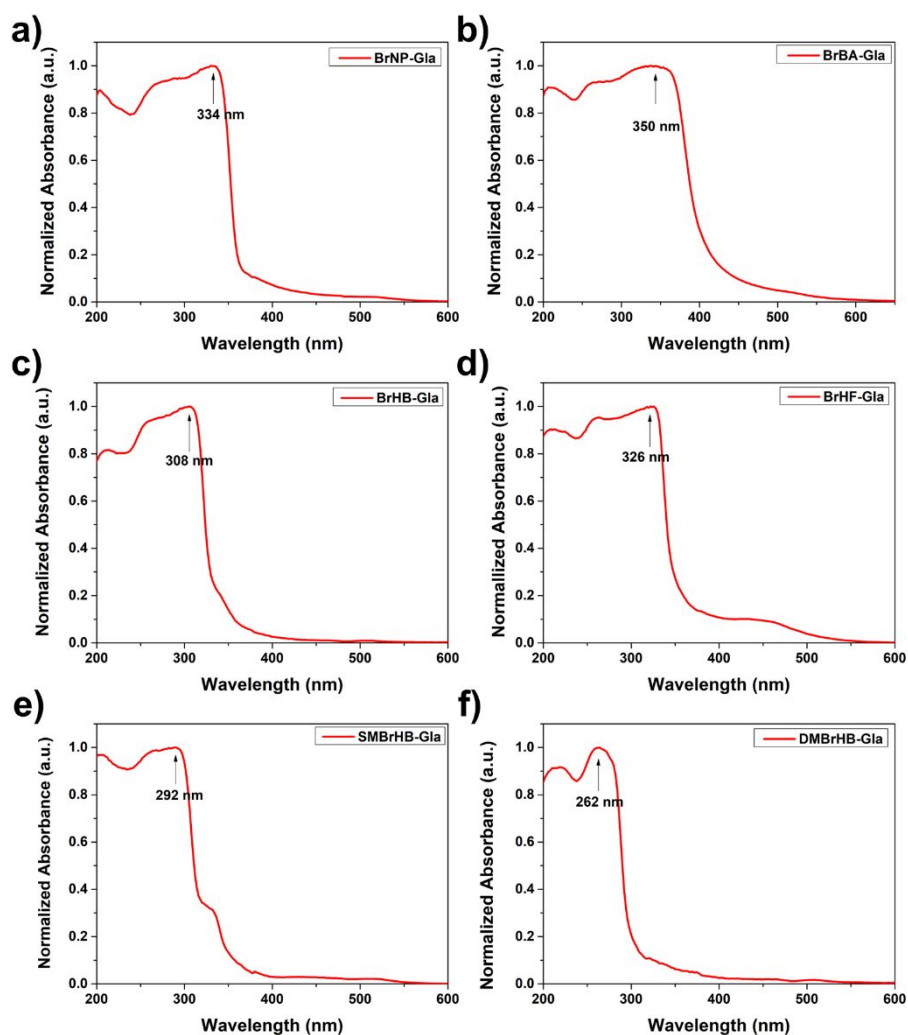 a)
Normalized Absorbance (a.u.)
1.0
0.8
0.6
0.4
0.2
0.0
BrNP-Gla
334 nm
200 300 400 500 600
Wavelength (nm)
b)
Normalized Absorbance (a.u.)
1.0
0.8
0.6
0.4
0.2
0.0
BrBA-Gla
350 nm
200 300 400 500 600
Wavelength (nm)
c)
Normalized Absorbance (a.u.)
1.0
0.8
0.6
0.4
0.2
0.0
BrHB-Gla
308 nm
200 300 400 500 600
Wavelength (nm)
d)
Normalized Absorbance (a.u.)
1.0
0.8
0.6
0.4
0.2
0.0
BrHF-Gla
326 nm
200 300 400 500 600
Wavelength (nm)
e)
Normalized Absorbance (a.u.)
1.0
0.8
0.6
0.4
0.2
0.0
SMBrHB-Gla
292 nm
200 300 400 500 600
Wavelength (nm)
f)
Normalized Absorbance (a.u.)
1.0
0.8
0.6
0.4
0.2
0.0
DMBrHB-Gla
262 nm
200 300 400 500 600
Wavelength (nm)